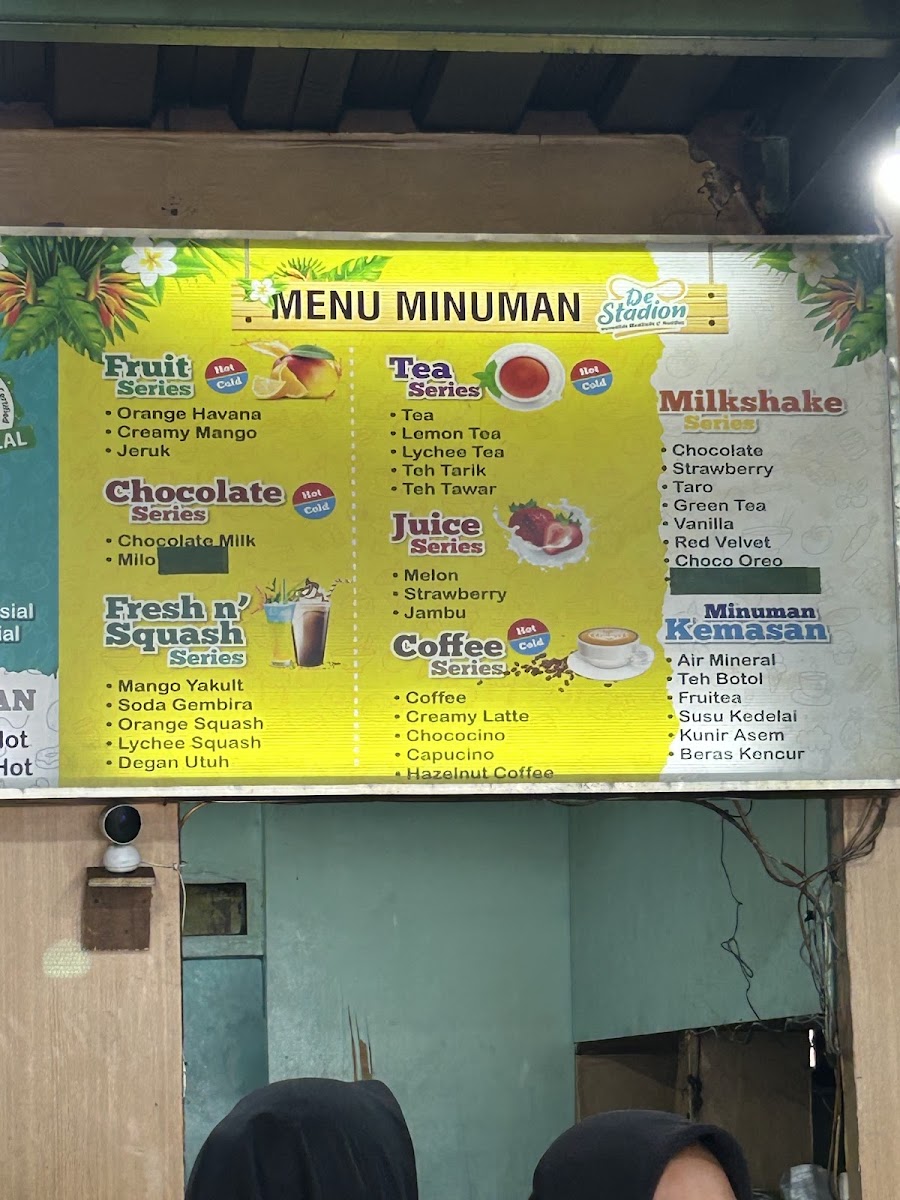 MENU MINUMAN
De
Stadion
Fruit
Series
Hot
Cold
Orange Havana
Creamy Mango
Jeruk
Chocolate
Series
Hot
Cold
Chocolate Milk
Milo
Fresh n'
Squash
Series
Mango Yakult
Soda Gembira
Orange Squash
Lychee Squash
Degan Utuh
Tea
Series
Hot
Cold
Tea
Lemon Tea
Lychee Tea
Teh Tarik
Teh Tawar
Juice
Series
Melon
Strawberry
Jambu
Coffee
Series
Hot
Cold
Coffee
Creamy Latte
Chococino
Capucino
Hazelnut Coffee
Milkshake
Series
Chocolate
Strawberry
Taro
Green Tea
Vanilla
Red Velvet
Choco Oreo
Minuman
Kemasan
Air Mineral
Teh Botol
Fruitea
Susu Kedelai
Kunir Asem
Beras Kencur